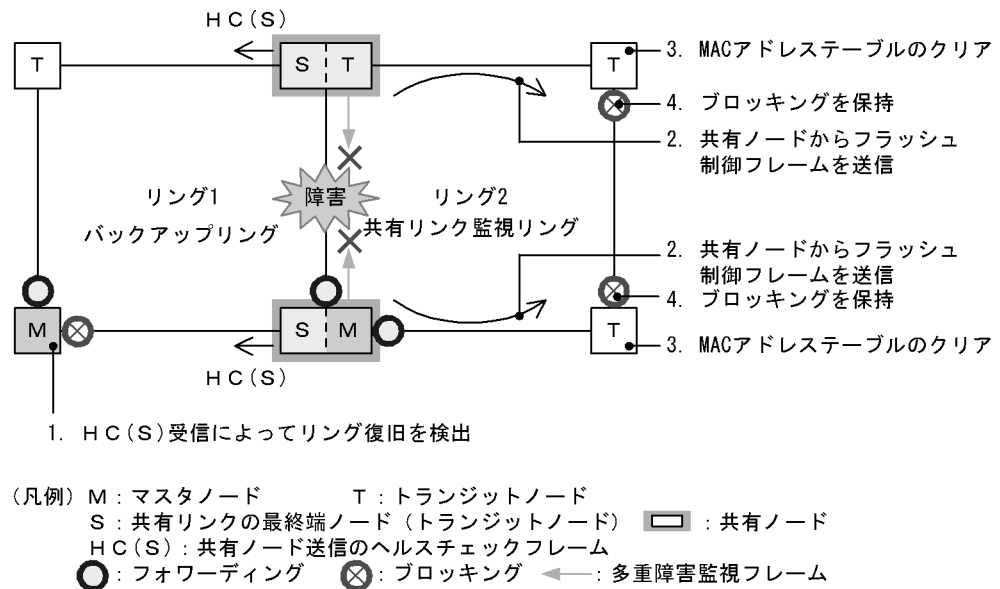 ＨＣ(Ｓ)
Ｔ
Ｓ Ｔ
Ｔ
3. MACアドレステーブルのクリア
4. ブロッキングを保持
2. 共有ノードからフラッシュ
制御フレームを送信
リング1
バックアップリング
障害
リング2
共有リンク監視リング
2. 共有ノードからフラッシュ
制御フレームを送信
4. ブロッキングを保持
Ｍ
Ｓ Ｍ
Ｔ
3. MACアドレステーブルのクリア
ＨＣ(Ｓ)
1. ＨＣ(Ｓ)受信によってリング復旧を検出
(凡例) Ｍ：マスタノード Ｔ：トランジットノード
Ｓ：共有リンクの最終端ノード（トランジットノード） ：共有ノード
ＨＣ(Ｓ)：共有ノード送信のヘルスチェックフレーム
：フォワーディング ：ブロッキング ：多重障害監視フレーム